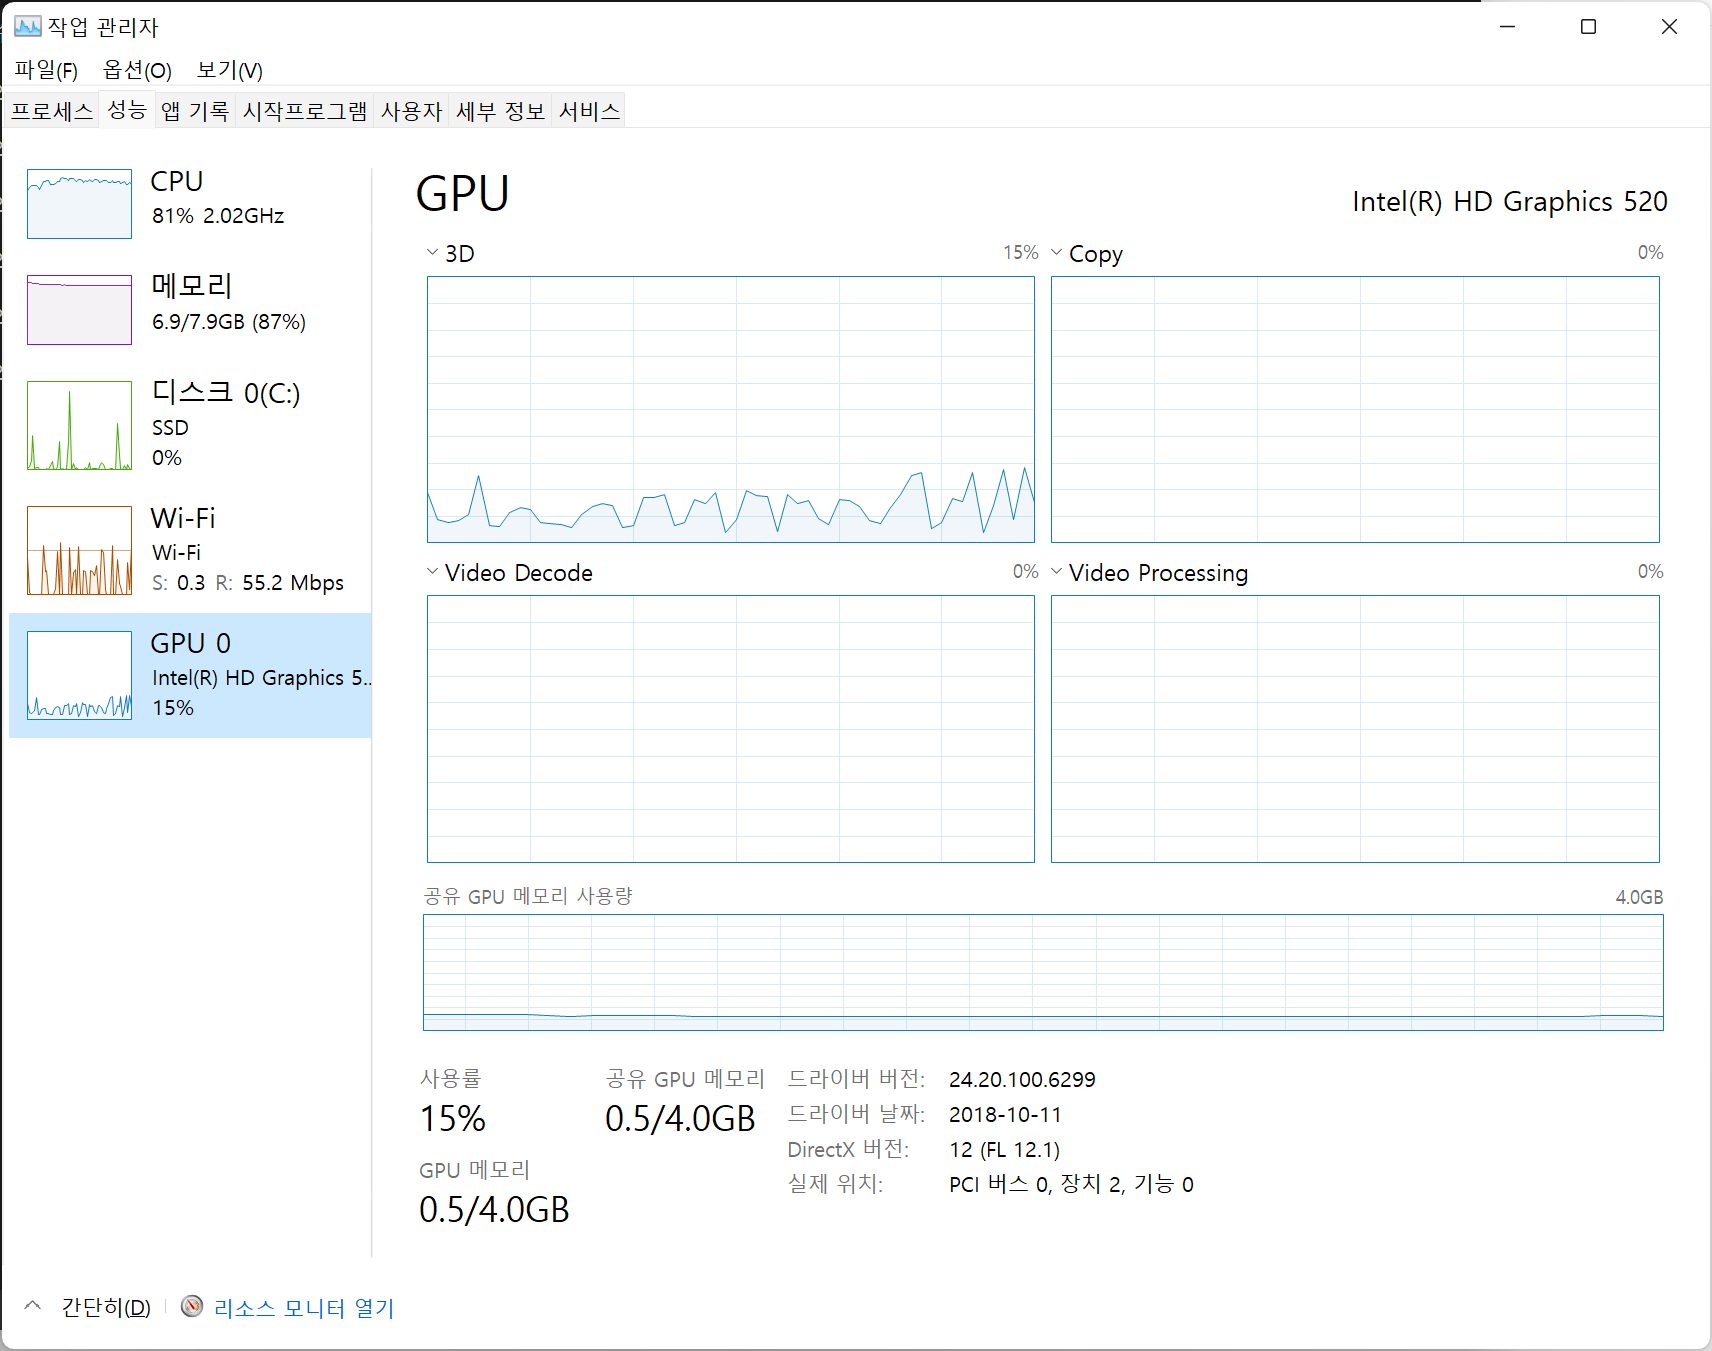 작업 관리자
파일(F) 옵션(O) 보기(V)
프로세스 성능 앱 기록 시작프로그램 사용자 세부 정보 서비스
CPU
81% 2.02GHz
메모리
6.9/7.9GB (87%)
디스크 0(C:)
SSD
0%
Wi-Fi
Wi-Fi
S: 0.3 R: 55.2 Mbps
GPU 0
Intel(R) HD Graphics 5..
15%
GPU
Intel(R) HD Graphics 520
3D 15%
Copy 0%
Video Decode 0%
Video Processing 0%
공유 GPU 메모리 사용량 4.0GB
사용률
15%
공유 GPU 메모리
0.5/4.0GB
GPU 메모리
0.5/4.0GB
드라이버 버전: 24.20.100.6299
드라이버 날짜: 2018-10-11
DirectX 버전: 12 (FL 12.1)
실제 위치: PCI 버스 0, 장치 2, 기능 0
간단히(D) 리소스 모니터 열기